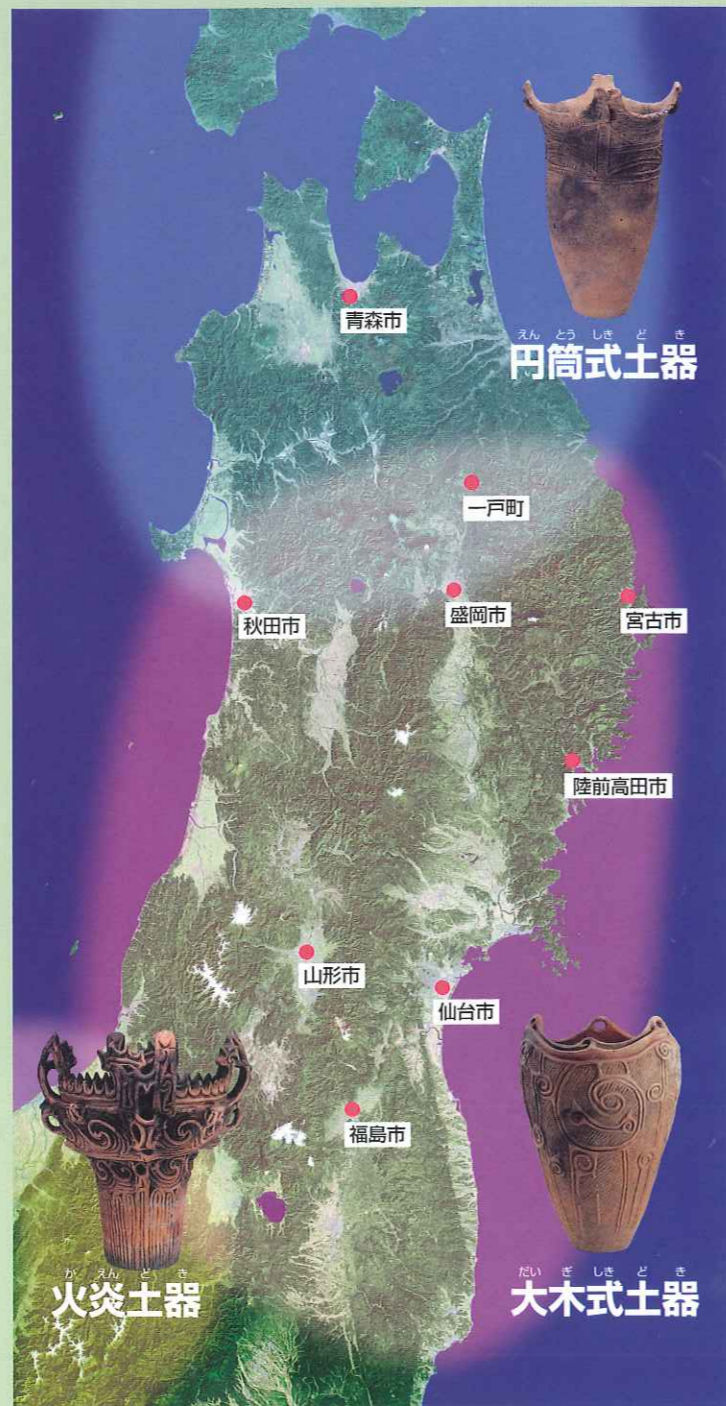 青森市
えん とう しき ど き
円筒式土器
一戸町
秋田市
盛岡市
宮古市
陸前高田市
山形市
仙台市
福島市
か えん ど き
火炎土器
だい ぎ しき ど き
大木式土器